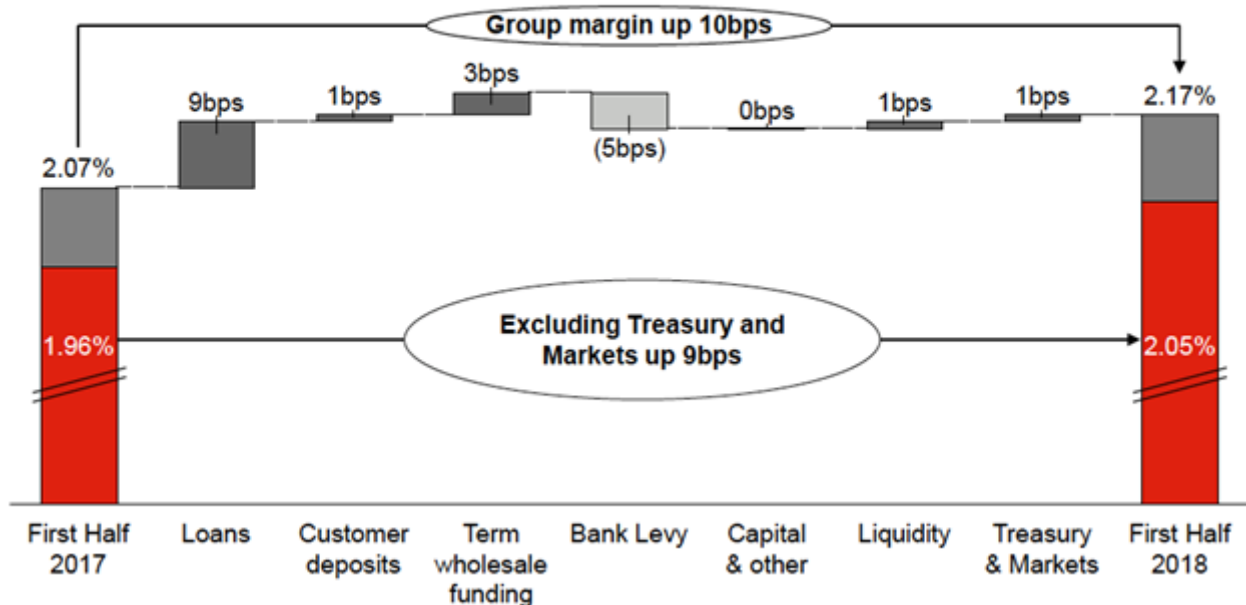 Group margin up 10bps
3bps
9bps
1bps
0bps
1bps
1bps
2.17%
(5bps)
2.07%
Excluding Treasury and
Markets up 9bps
1.96%
2.05%
First Half
2017
Loans
Customer
deposits
Term
wholesale
funding
Bank Levy
Capital
& other
Liquidity
Treasury
& Markets
First Half
2018